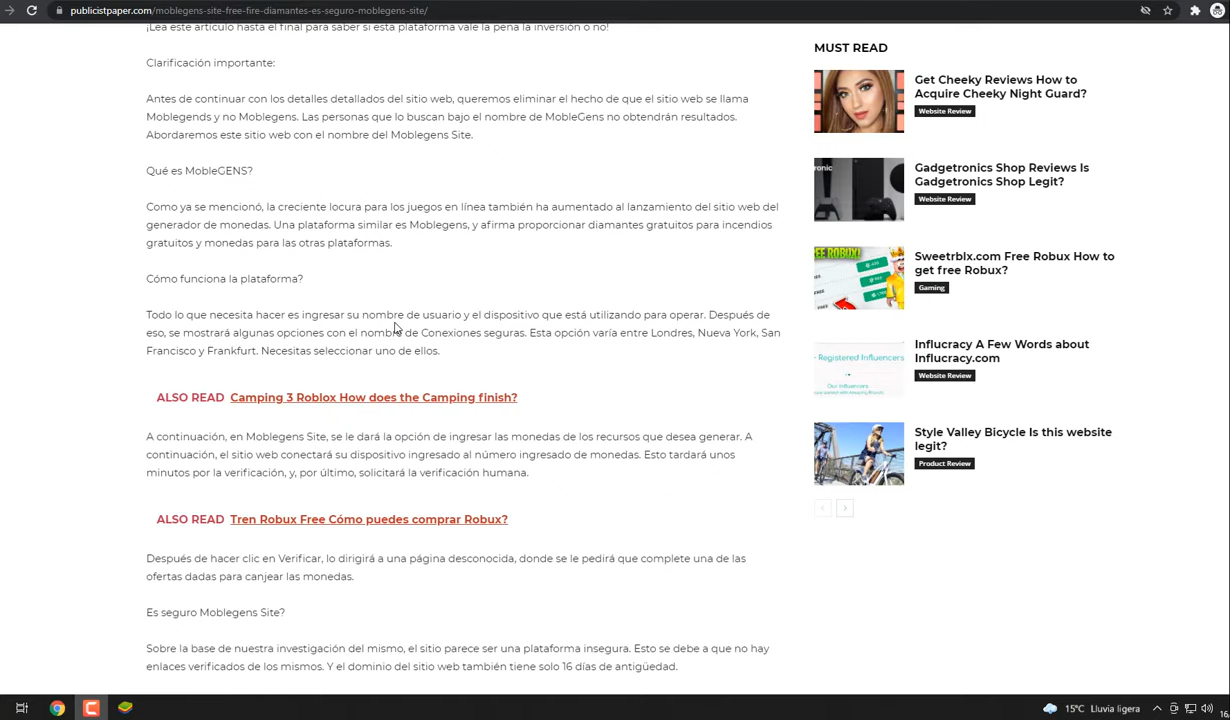 publicistpaper.com/moblegens-site-free-fire-diamantes-es-seguro-moblegens-site/
¡Lea este artículo hasta el final para saber si esta plataforma vale la pena la inversión o no!
Clarificación importante:
Antes de continuar con los detalles detallados del sitio web, queremos eliminar el hecho de que el sitio web se llama
Moblegends y no Moblegens. Las personas que lo buscan bajo el nombre de MobleGens no obtendrán resultados.
Abordaremos este sitio web con el nombre del Moblegens Site.
Qué es MobleGENS?
Como ya se mencionó, la creciente locura para los juegos en línea también ha aumentado al lanzamiento del sitio web del
generador de monedas. Una plataforma similar es Moblegens, y afirma proporcionar diamantes gratuitos para incendios
gratuitos y monedas para las otras plataformas.
Cómo funciona la plataforma?
Todo lo que necesita hacer es ingresar su nombre de usuario y el dispositivo que está utilizando para operar. Después de
eso, se mostrará algunas opciones con el nombre de Conexiones seguras. Esta opción varía entre Londres, Nueva York, San
Francisco y Frankfurt. Necesitas seleccionar uno de ellos.
ALSO READ Camping 3 Roblox How does the Camping finish?
A continuación, en Moblegens Site, se le dará la opción de ingresar las monedas de los recursos que desea generar. A
continuación, el sitio web conectará su dispositivo ingresado al número ingresado de monedas. Esto tardará unos
minutos por la verificación, y, por último, solicitará la verificación humana.
ALSO READ Tren Robux Free Cómo puedes comprar Robux?
Después de hacer clic en Verificar, lo dirigirá a una página desconocida, donde se le pedirá que complete una de las
ofertas dadas para canjear las monedas.
Es seguro Moblegens Site?
Sobre la base de nuestra investigación del mismo, el sitio parece ser una plataforma insegura. Esto se debe a que no hay
enlaces verificados de los mismos. Y el dominio del sitio web también tiene solo 16 días de antigüedad.
MUST READ
Get Cheeky Reviews How to
Acquire Cheeky Night Guard?
Website Review
ronic
Gadgetronics Shop Reviews Is
Gadgetronics Shop Legit?
Website Review
FREE ROBUX!
Sweetrblx.com Free Robux How to
get free Robux?
Gaming
Registered Influencers
Our Influencers
Influcracy A Few Words about
Influcracy.com
Website Review
Style Valley Bicycle Is this website
legit?
Product Review
15°C Lluvia ligera
16